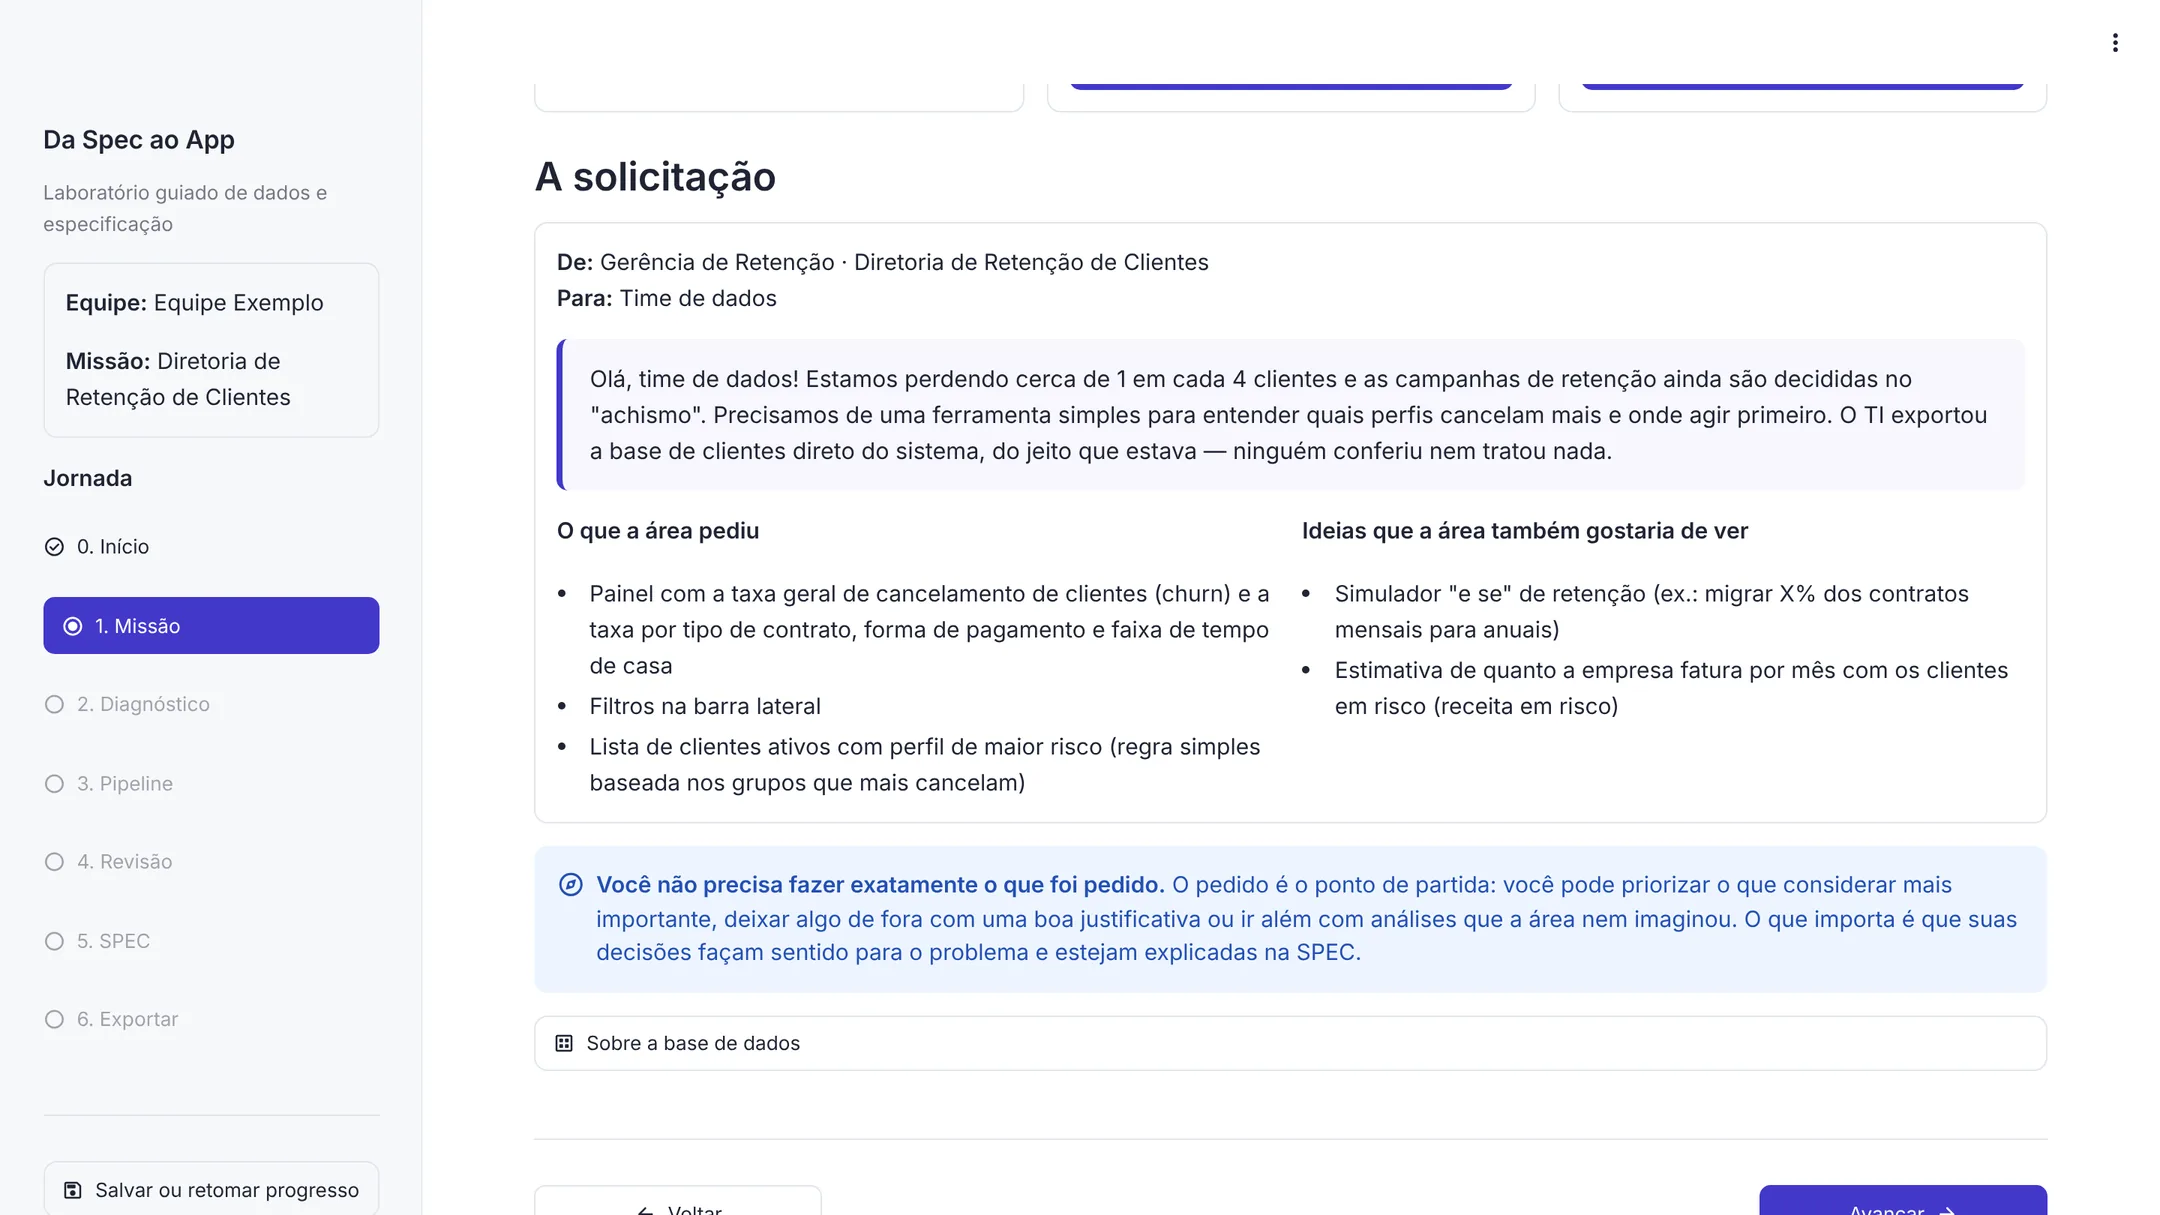 Da Spec ao App
Laboratório guiado de dados e
especificação
Equipe: Equipe Exemplo
Missão: Diretoria de
Retenção de Clientes
Jornada
0. Início
1. Missão
2. Diagnóstico
3. Pipeline
4. Revisão
5. SPEC
6. Exportar
Salvar ou retomar progresso
A solicitação
De: Gerência de Retenção · Diretoria de Retenção de Clientes
Para: Time de dados
Olá, time de dados! Estamos perdendo cerca de 1 em cada 4 clientes e as campanhas de retenção ainda são decididas no
"achismo". Precisamos de uma ferramenta simples para entender quais perfis cancelam mais e onde agir primeiro. O TI exportou
a base de clientes direto do sistema, do jeito que estava — ninguém conferiu nem tratou nada.
O que a área pediu
• Painel com a taxa geral de cancelamento de clientes (churn) e a
taxa por tipo de contrato, forma de pagamento e faixa de tempo
de casa
• Filtros na barra lateral
• Lista de clientes ativos com perfil de maior risco (regra simples
baseada nos grupos que mais cancelam)
Ideias que a área também gostaria de ver
• Simulador "e se" de retenção (ex.: migrar X% dos contratos
mensais para anuais)
• Estimativa de quanto a empresa fatura por mês com os clientes
em risco (receita em risco)
Você não precisa fazer exatamente o que foi pedido. O pedido é o ponto de partida: você pode priorizar o que considerar mais
importante, deixar algo de fora com uma boa justificativa ou ir além com análises que a área nem imaginou. O que importa é que suas
decisões façam sentido para o problema e estejam explicadas na SPEC.
Sobre a base de dados
← Voltar
Avançar →